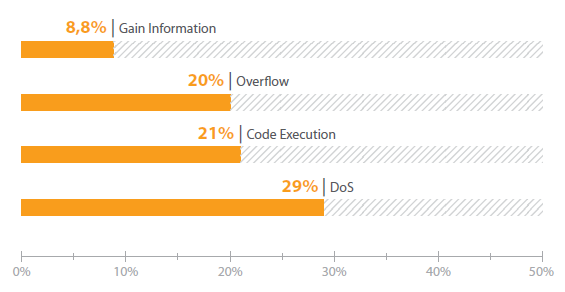 8,8% Gain Information
20% Overflow
21% Code Execution
29% DoS
0% 10% 20% 30% 40% 50%